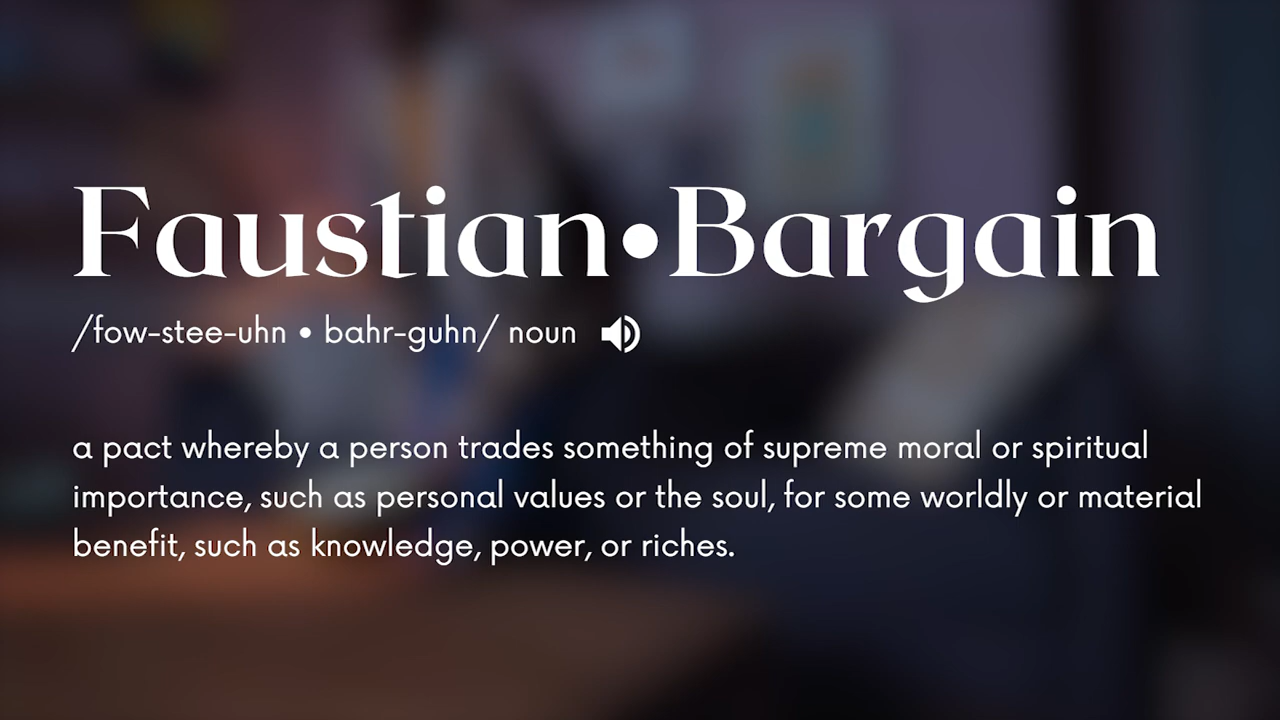 Faustian•Bargain
/fow-stee-uhn • bahr-guhn/ noun
a pact whereby a person trades something of supreme moral or spiritual
importance, such as personal values or the soul, for some worldly or material
benefit, such as knowledge, power, or riches.